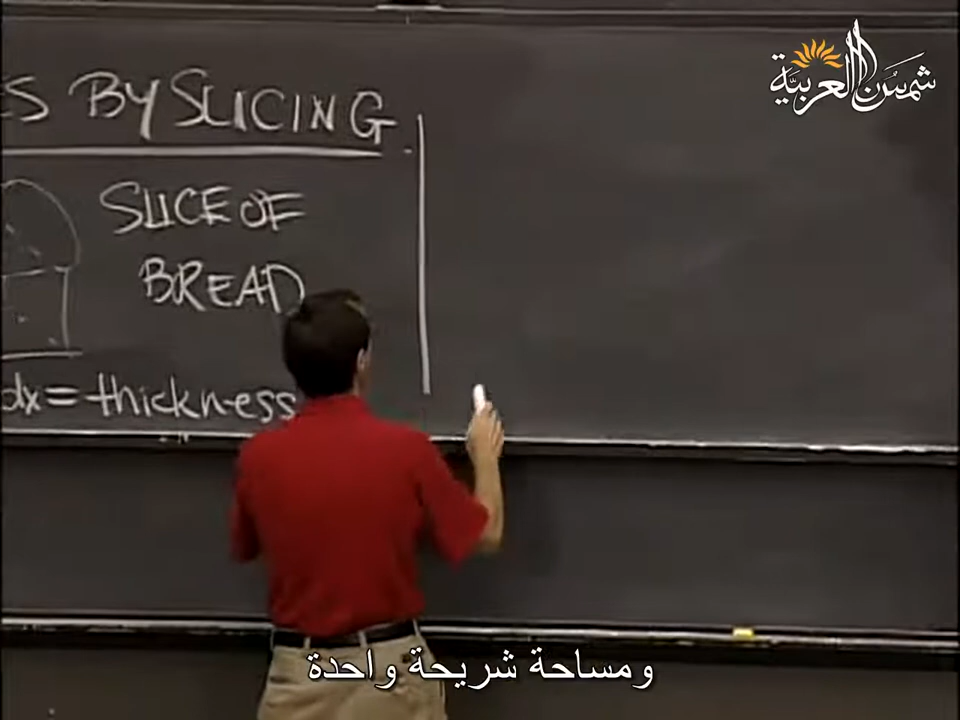 شمس العربية
ES BY SLICING
SLICE OF
BREAD
dx = thickness
ومساحة شريحة واحدة